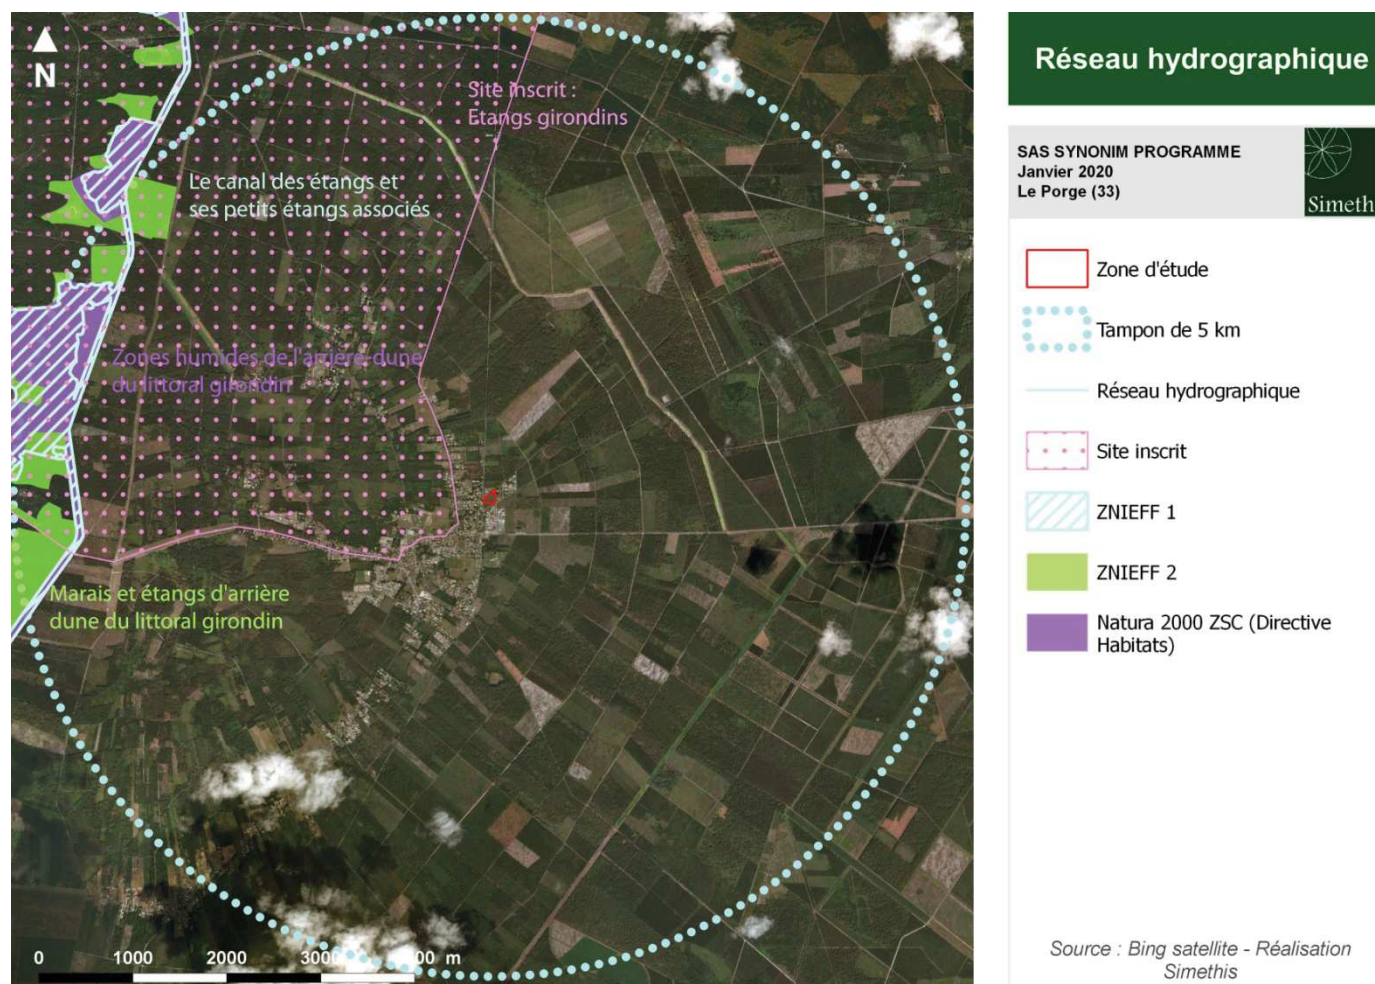 N
Site inscrit :
Etangs girondins
Le canal des étangs et
ses petits étangs associés
Zones humides de l'arrière-dune
du littoral girondin
Marais et étangs d'arrière
dune du littoral girondin
0 1000 2000 3000 4000 m
Réseau hydrographique
SAS SYNONIM PROGRAMME
Janvier 2020
Le Porge (33)
Simeth
Zone d'étude
Tampon de 5 km
Réseau hydrographique
Site inscrit
ZNIEFF 1
ZNIEFF 2
Natura 2000 ZSC (Directive
Habitats)
Source : Bing satellite - Réalisation
Simethis